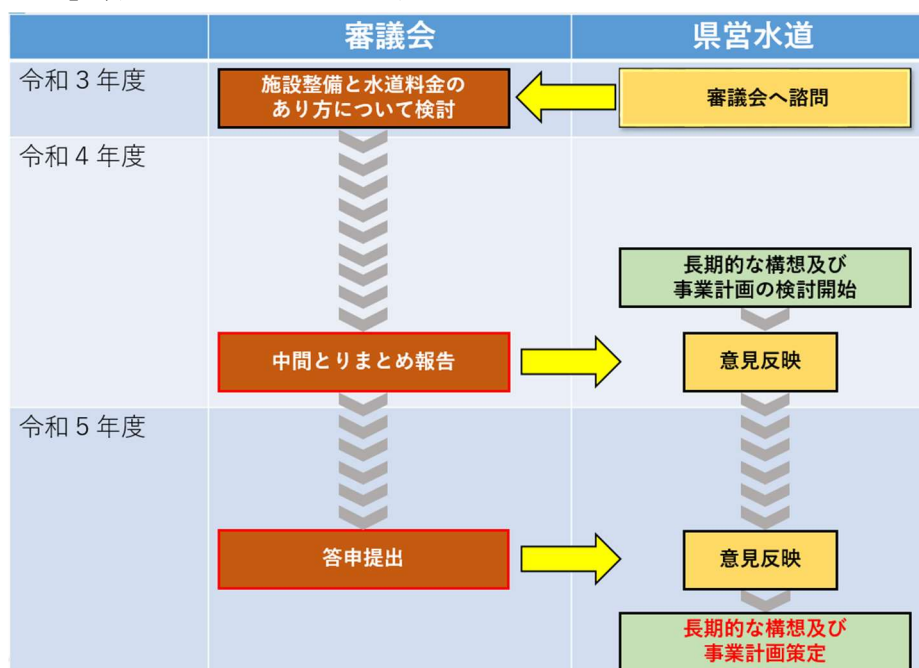 審議会
県営水道
令和３年度
施設整備と水道料金の
あり方について検討
審議会へ諮問
令和４年度
長期的な構想及び
事業計画の検討開始
中間とりまとめ報告
意見反映
令和５年度
答申提出
意見反映
長期的な構想及び
事業計画策定